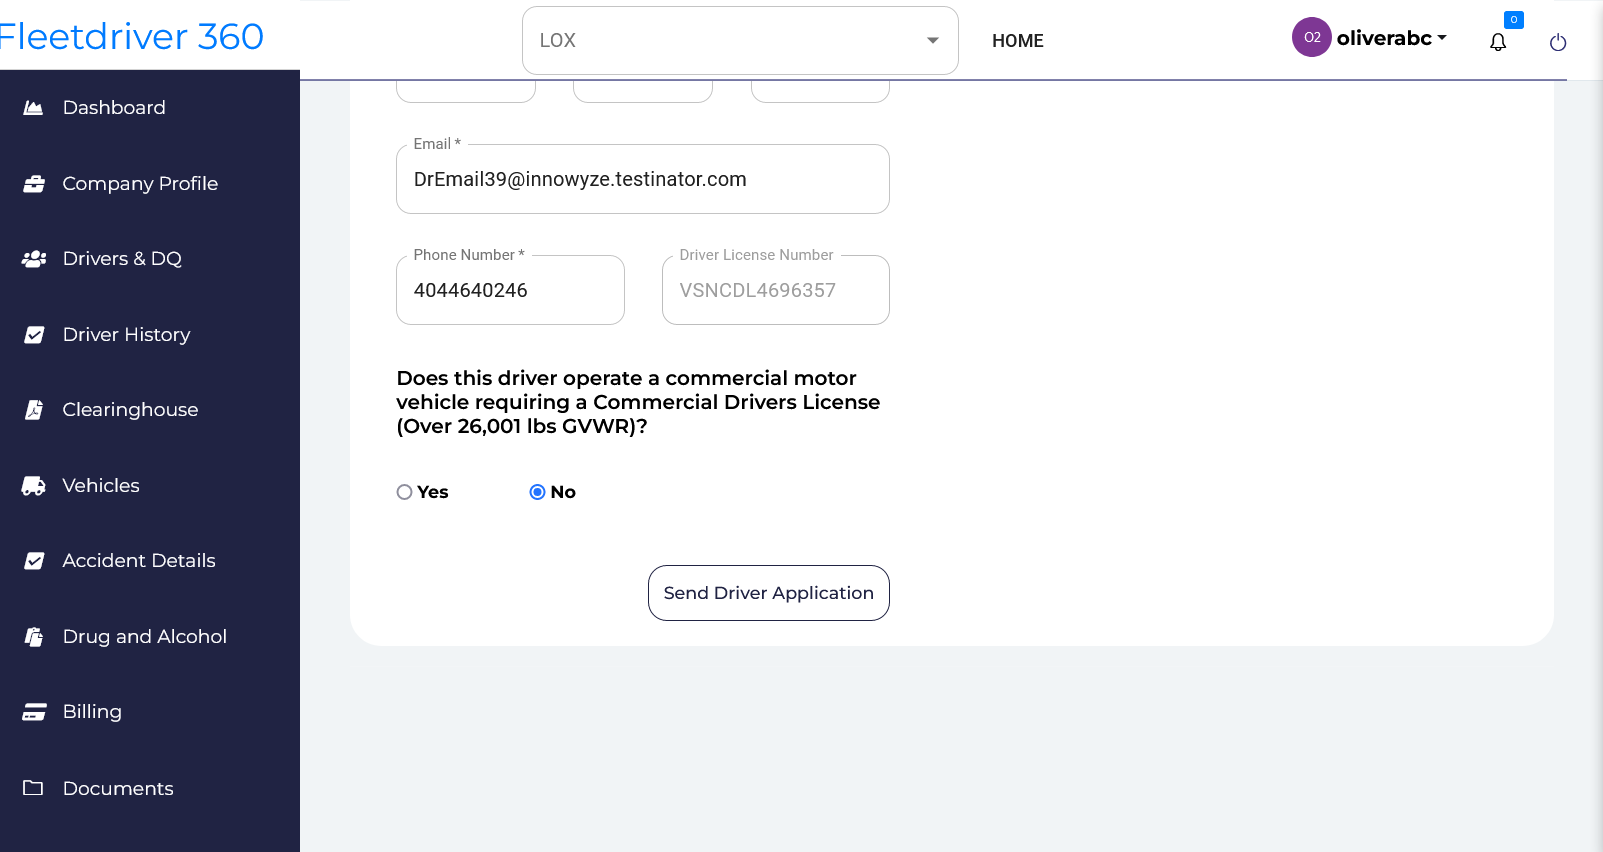 Fleetdriver 360
LOX
HOME
O2
oliverabc
0
Dashboard
Company Profile
Drivers & DQ
Driver History
Clearinghouse
Vehicles
Accident Details
Drug and Alcohol
Billing
Documents
Email *
DrEmail39@innowyze.testinator.com
Phone Number *
4044640246
Driver License Number
VSNCDL4696357
Does this driver operate a commercial motor
vehicle requiring a Commercial Drivers License
(Over 26,001 lbs GVWR)?
Yes
No
Send Driver Application